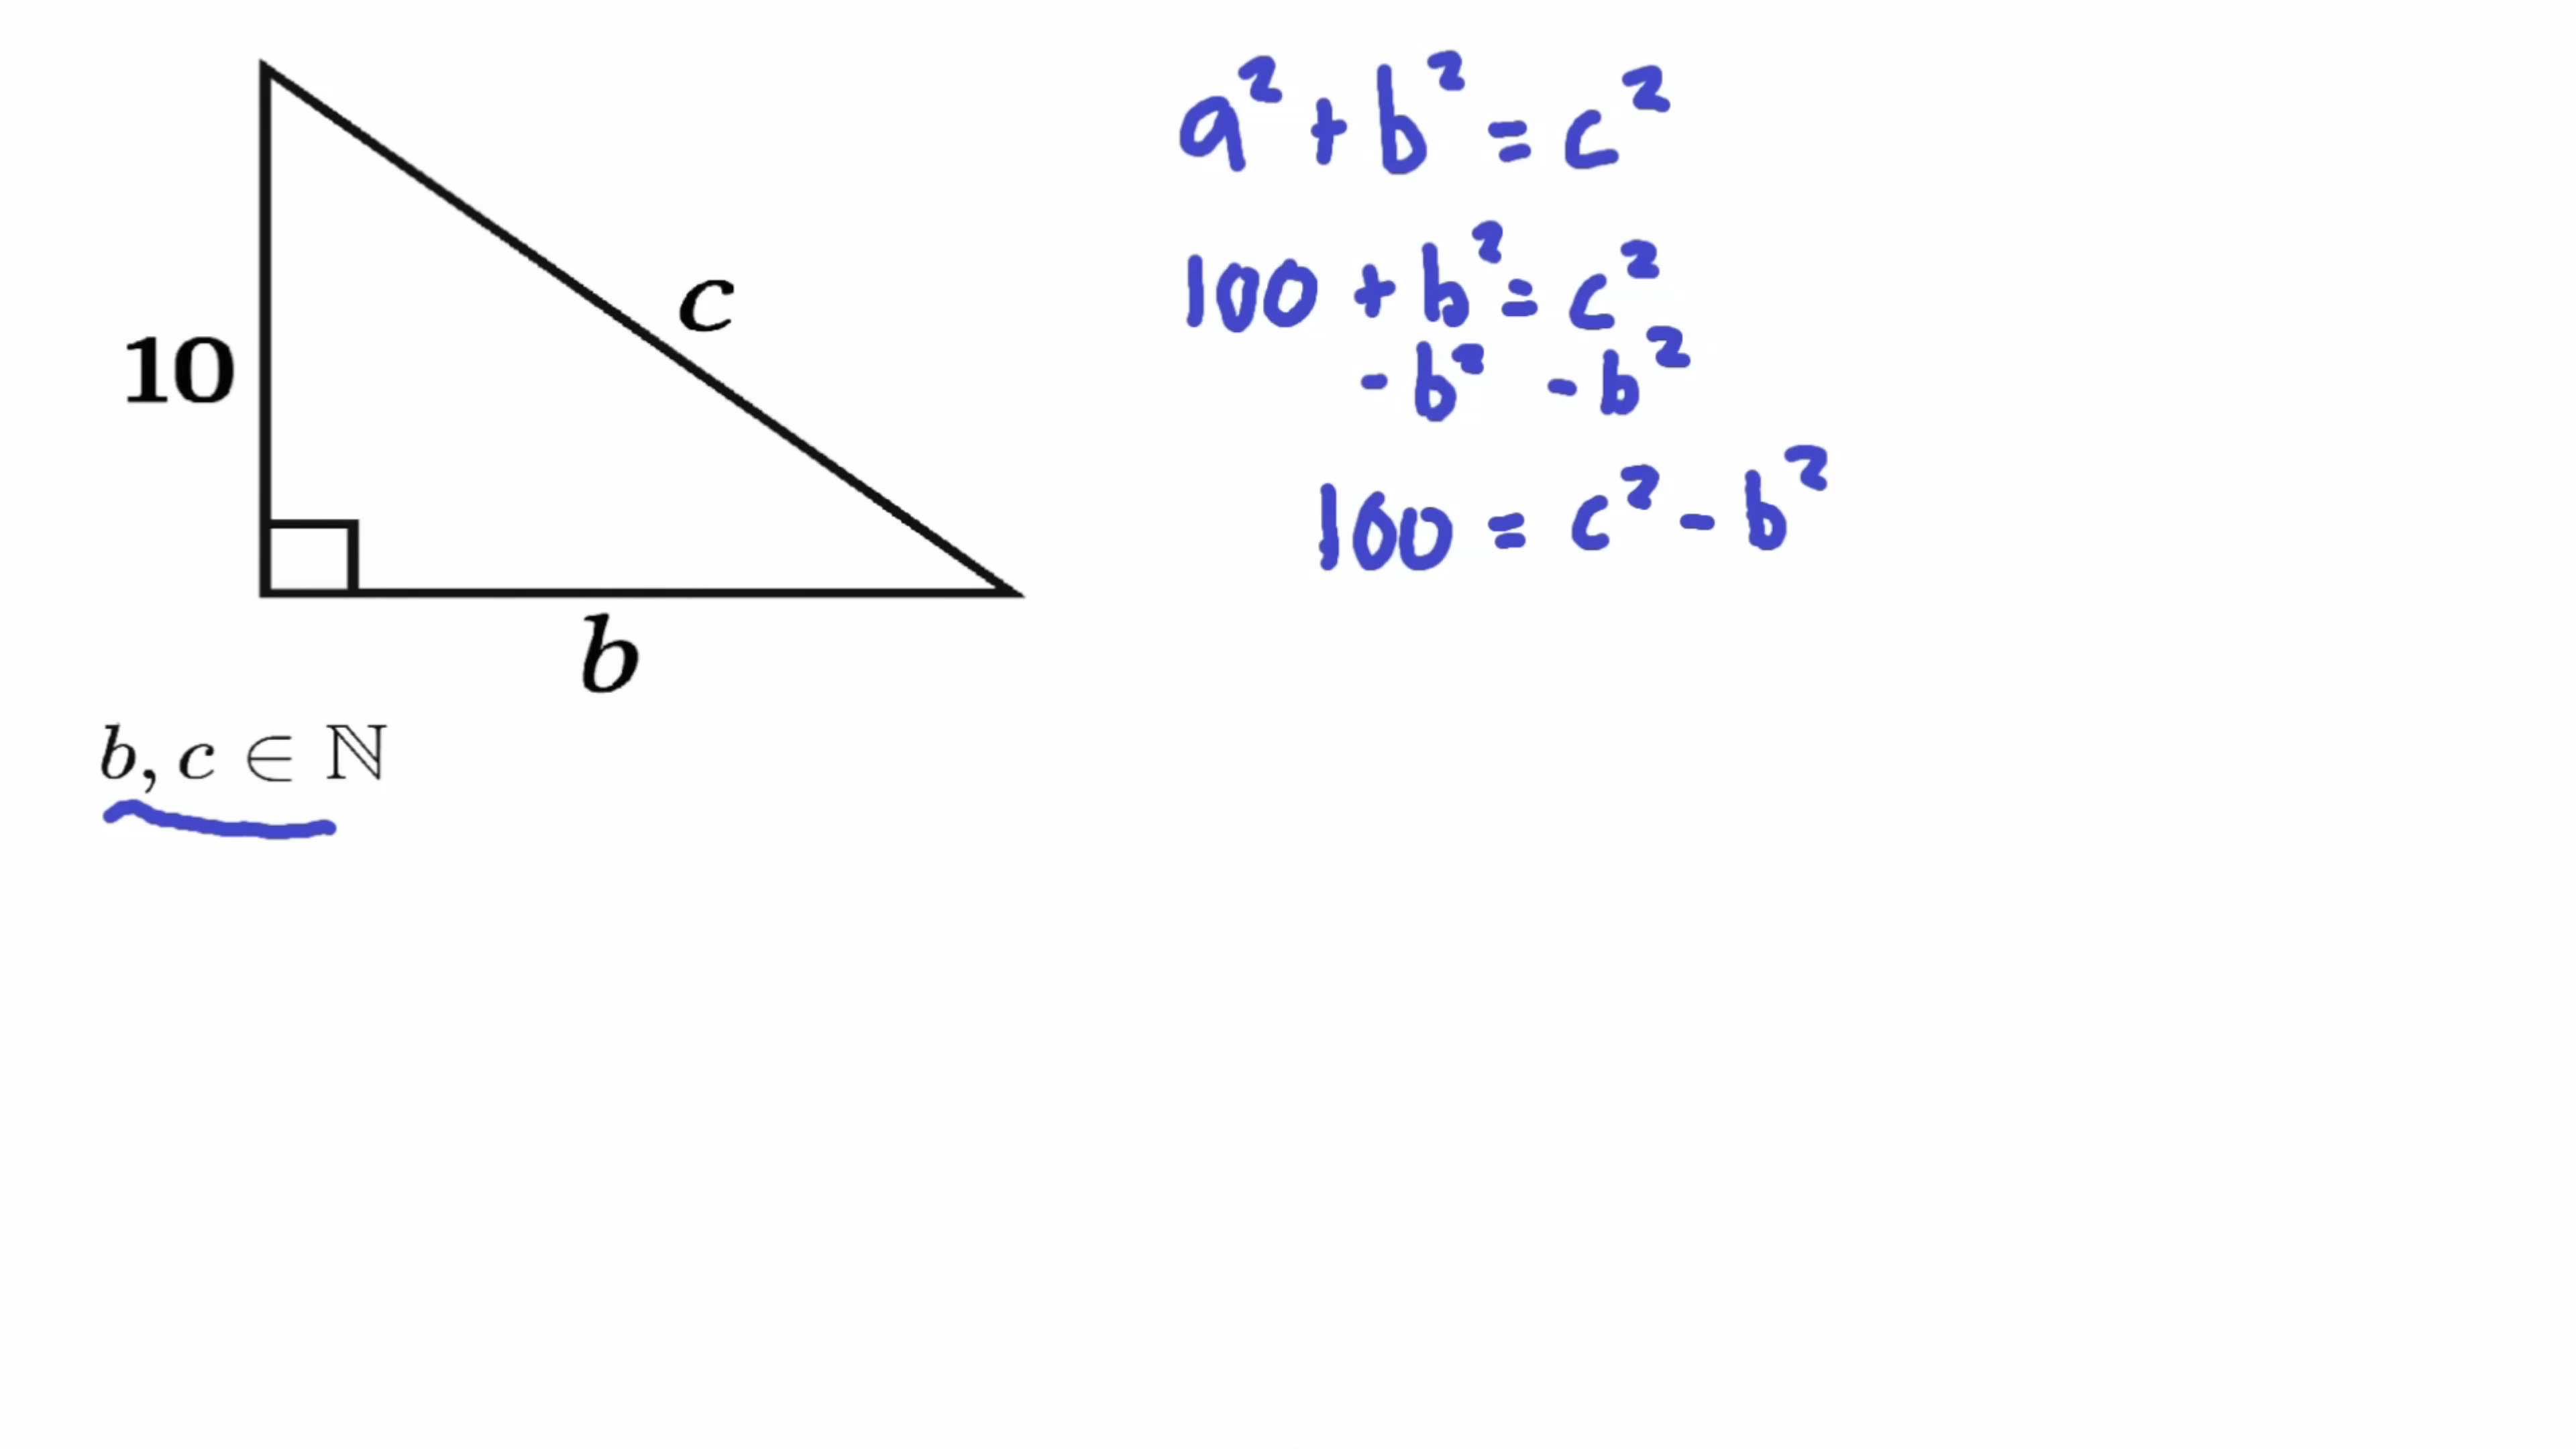 10
c
b
b, c ∈ ℕ
a² + b² = c²
100 + b² = c²
- b² - b²
100 = c² - b²